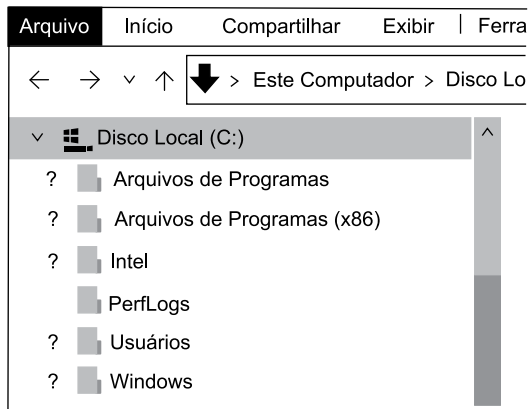 Arquivo Início Compartilhar Exibir | Ferra
> Este Computador > Disco Lo
Disco Local (C:)
? Arquivos de Programas
? Arquivos de Programas (x86)
? Intel
PerfLogs
? Usuários
? Windows